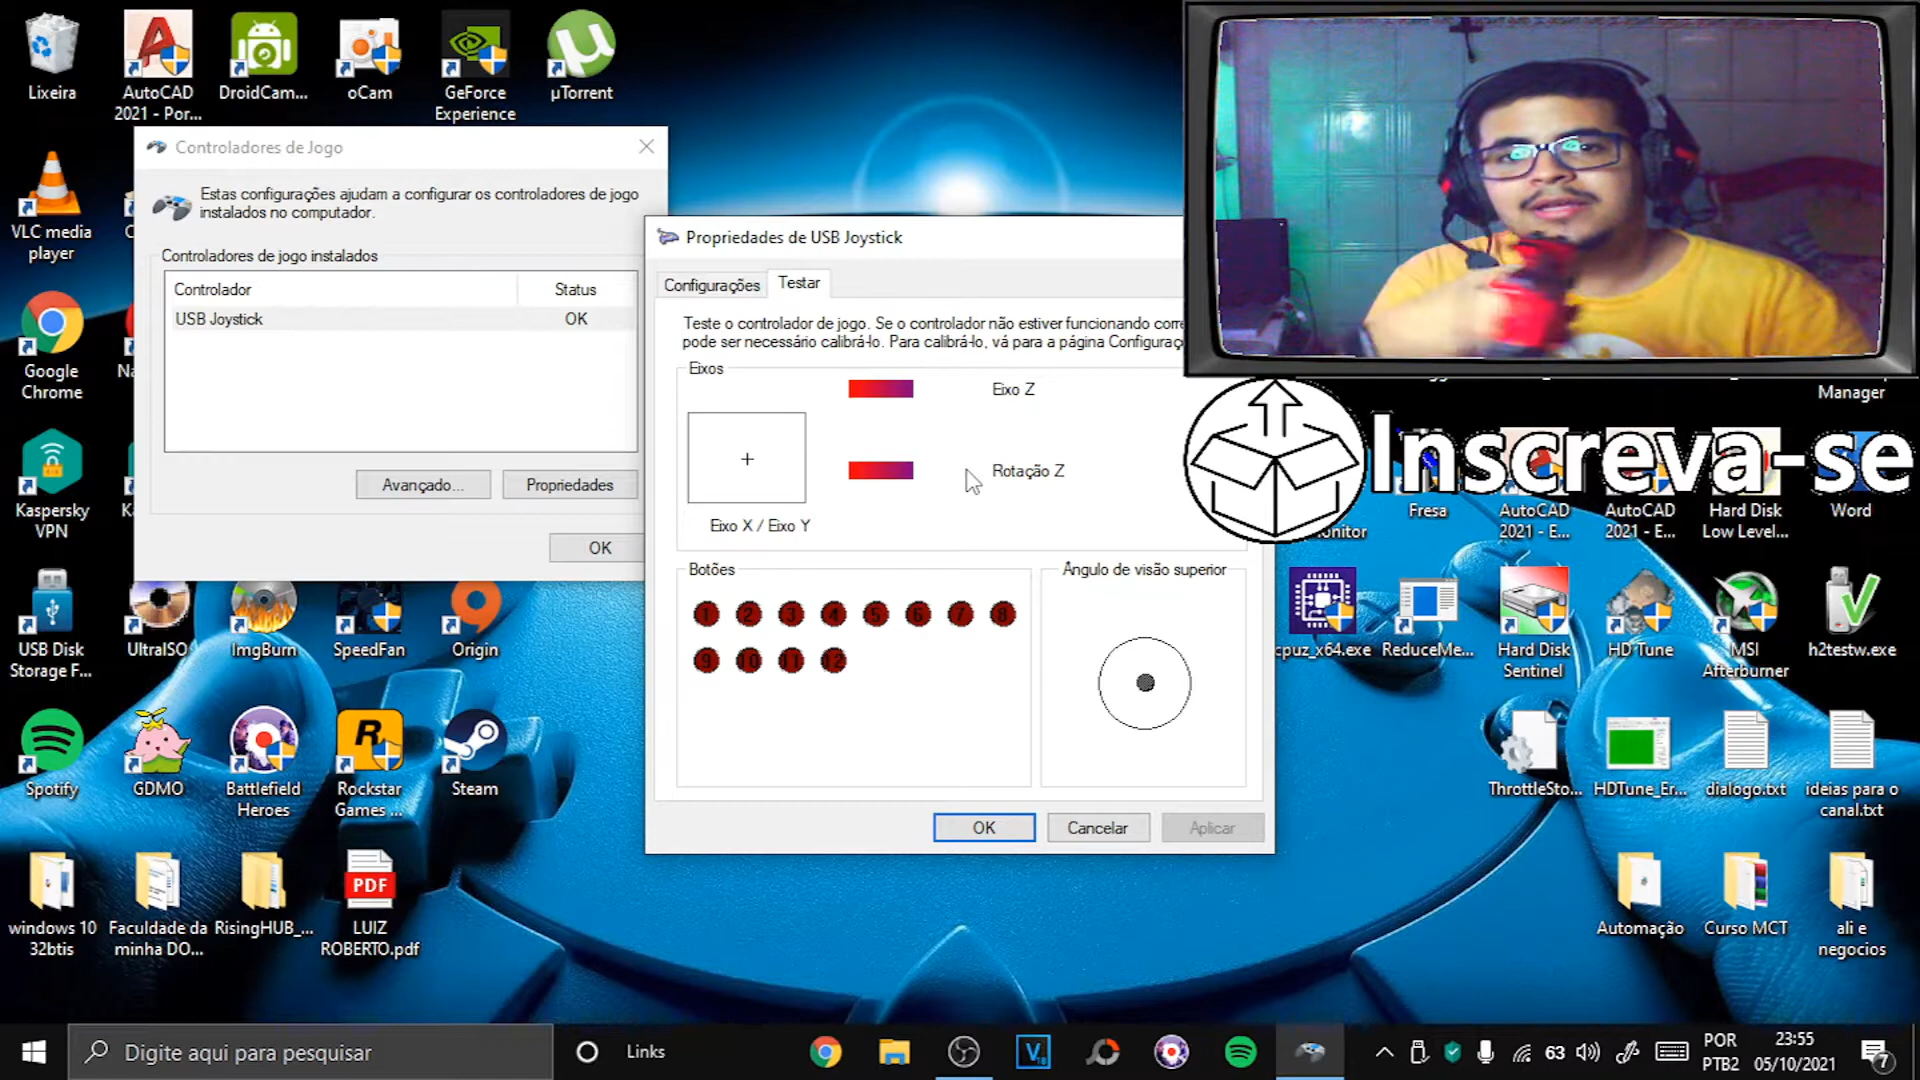 Lixeira
AutoCAD
2021 - Por...
DroidCam...
oCam
GeForce
Experience
µTorrent
VLC media
player
Google
Chrome
Kaspersky
VPN
USB Disk
Storage F...
UltraISO
ImgBurn
SpeedFan
Origin
Spotify
GDMO
Battlefield
Heroes
Rockstar
Games ...
Steam
windows 10
32btis
Faculdade da
minha DO...
RisingHUB_...
PDF
LUIZ
ROBERTO.pdf
Controladores de Jogo
Estas configurações ajudam a configurar os controladores de jogo
instalados no computador.
Controladores de jogo instalados
Controlador
Status
USB Joystick
OK
Avançado...
Propriedades
OK
Propriedades de USB Joystick
Configurações
Testar
Teste o controlador de jogo. Se o controlador não estiver funcionando corre
pode ser necessário calibrá-lo. Para calibrá-lo, vá para a página Configuraç
Eixos
Eixo Z
Rotação Z
Eixo X / Eixo Y
Botões
1 2 3 4 5 6 7 8
9 10 11 12
Angulo de visão superior
OK
Cancelar
Aplicar
Inscreva-se
Manager
onitor
Fresa
AutoCAD
2021 - E...
AutoCAD
2021 - E...
Hard Disk
Low Level...
Word
cpuz_x64.exe
ReduceMe...
Hard Disk
Sentinel
HD Tune
MSI
Afterburner
h2testw.exe
ThrottleSto...
HDTune_Er...
dialogo.txt
ideias para o
canal.txt
Automação
Curso MCT
ali e
negocios
Digite aqui para pesquisar
Links
63
POR
PTB2
23:55
05/10/2021
7